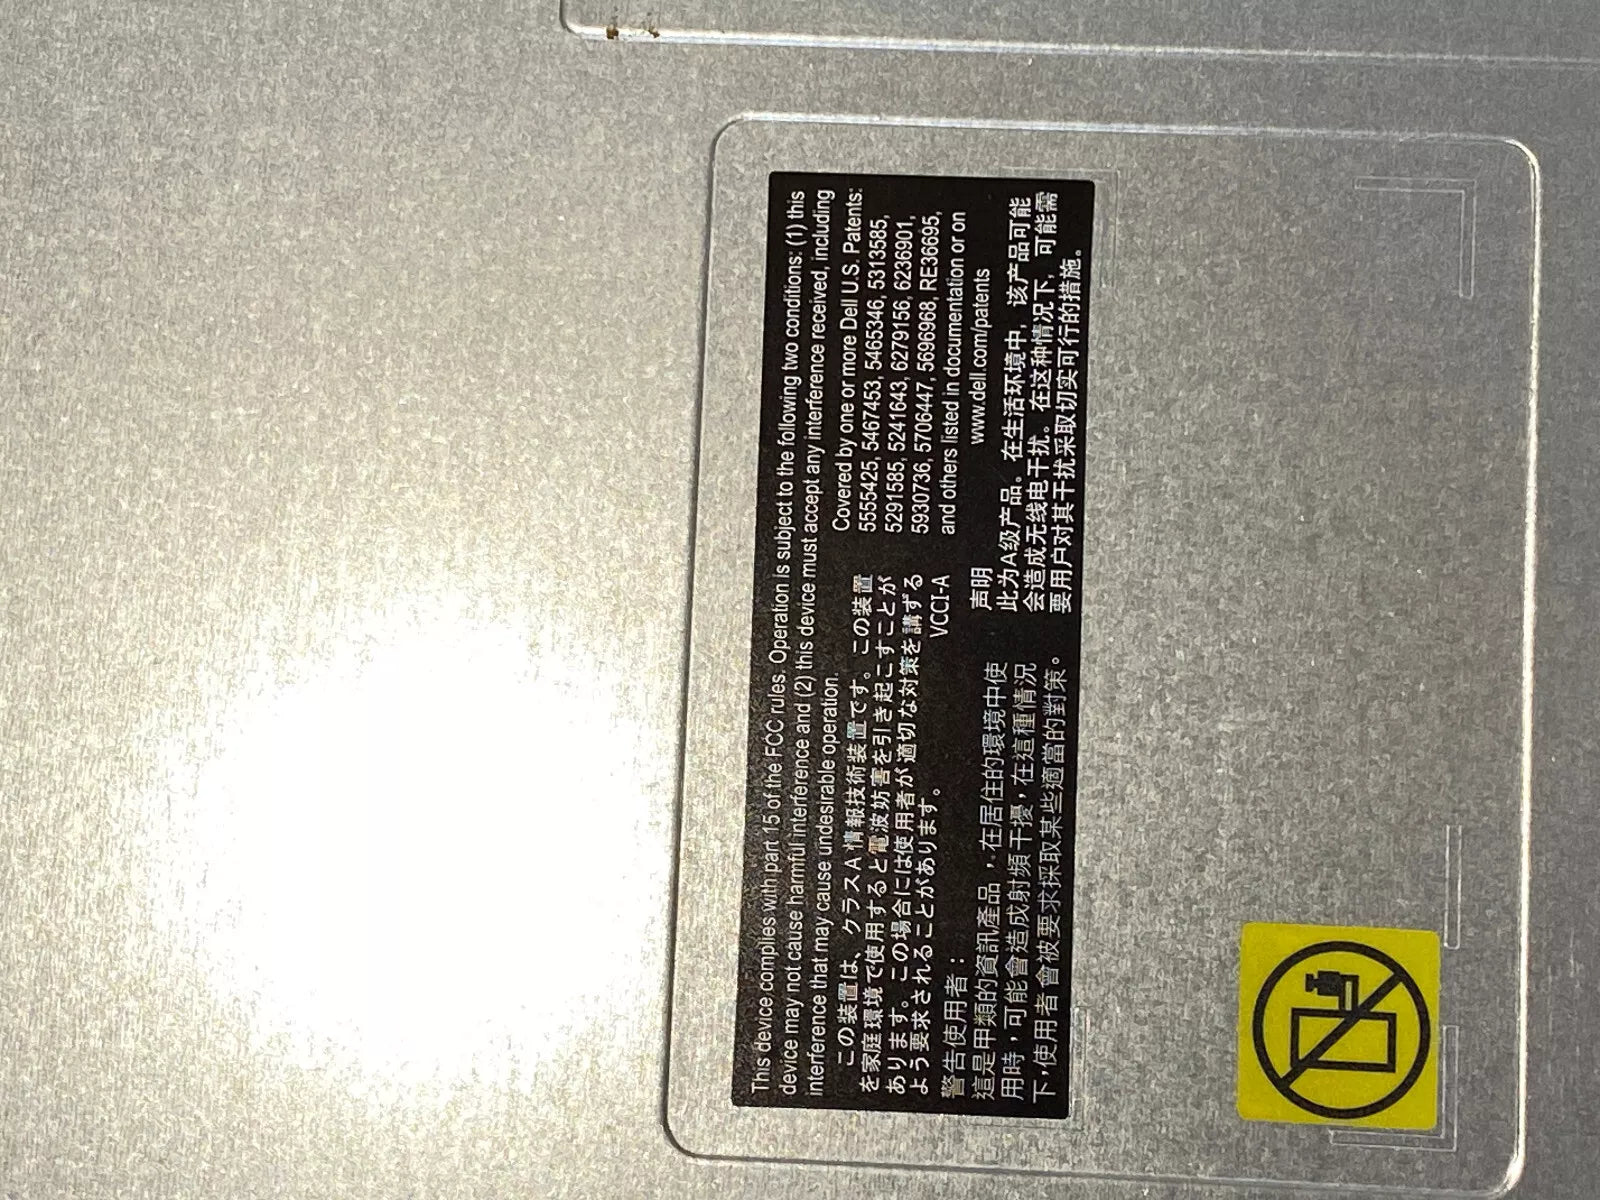 This device complies with part 15 of the FCC rules. Operation is subject to the following two conditions: (1) this
device may not cause harmful interference and (2) this device must accept any interference received, including
interference that may cause undesirable operation.
この装置は、クラスA 情報技術装置です。この装置
を家庭環境で使用すると電波妨害を引き起こすことが
あります。この場合には使用者が適切な対策を講ずる
よう要求されることがあります。
VCCI-A
Covered by one or more Dell U.S. Patents:
5555425, 5467453, 5465346, 5313585,
5291585, 5241643, 6279156, 6236901,
5930736, 5706447, 5696968, RE36695,
and others listed in documentation or on
www.dell.com/patents
警告使用者：
這是甲類的資訊產品，在居住的環境中使
用時，可能會造成射頻干擾，在這種情況
下，使用者會被要求採取某些適當的對策。
声明
此为A级产品。在生活环境中，该产品可能
会造成无线电干扰。在这种情况下，可能需
要用户对其干扰采取切实可行的措施。